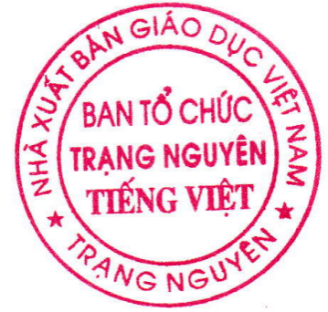 NHÀ XUẤT BẢN GIÁO DỤC VIỆT NAM
BAN TỔ CHỨC
TRẠNG NGUYÊN
TIẾNG VIỆT
★ TRẠNG NGUYÊN ★